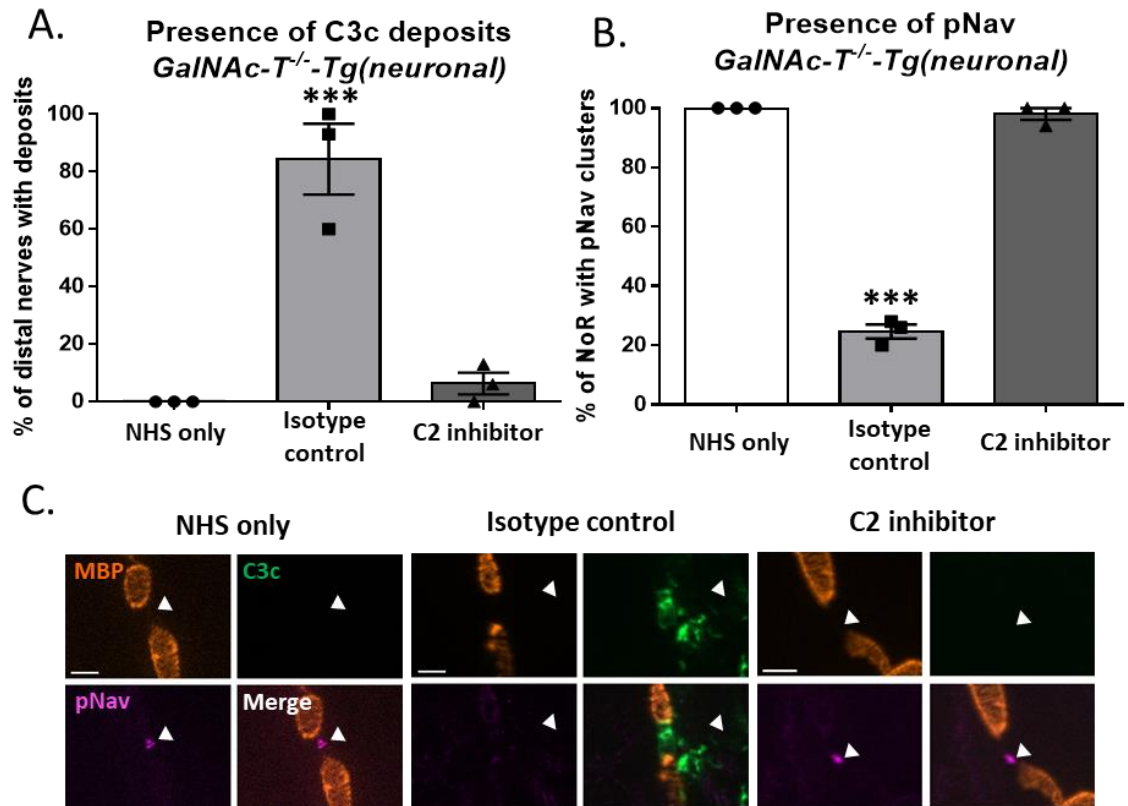 A.
Presence of C3c deposits
GalNAc-T-/--Tg(neuronal)
% of distal nerves with deposits
100
80
60
40
20
0
***
NHS only
Isotype
control
C2 inhibitor
B.
Presence of pNav
GalNAc-T-/--Tg(neuronal)
% of NoR with pNav clusters
100
80
60
40
20
0
***
NHS only
Isotype
control
C2 inhibitor
C.
NHS only
Isotype control
C2 inhibitor
MBP
C3c
pNav
Merge